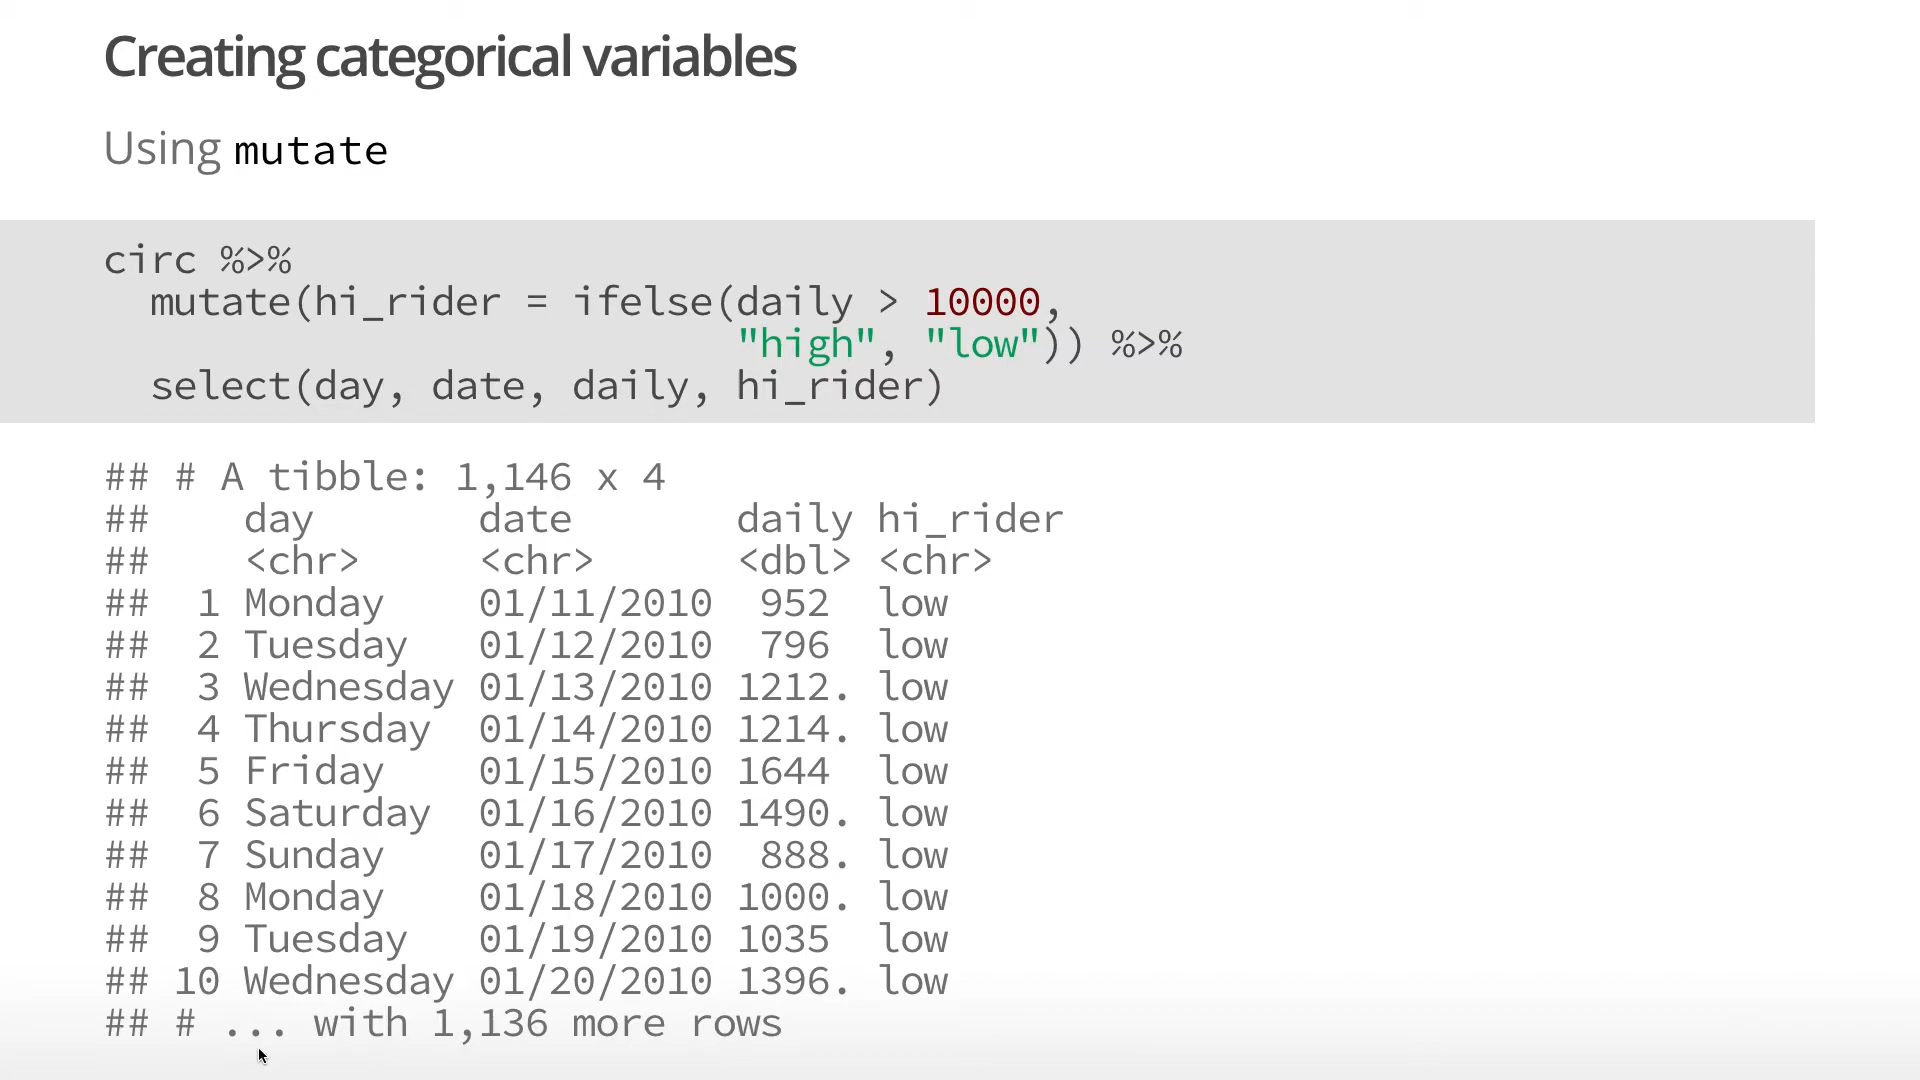 Creating categorical variables
Using mutate
circ %>%
  mutate(hi_rider = ifelse(daily > 10000,
                           "high", "low")) %>%
  select(day, date, daily, hi_rider)
## # A tibble: 1,146 x 4
##    day       date       daily hi_rider
##    <chr>     <chr>      <dbl> <chr>
##  1 Monday    01/11/2010  952  low
##  2 Tuesday   01/12/2010  796  low
##  3 Wednesday 01/13/2010 1212. low
##  4 Thursday  01/14/2010 1214. low
##  5 Friday    01/15/2010 1644  low
##  6 Saturday  01/16/2010 1490. low
##  7 Sunday    01/17/2010  888. low
##  8 Monday    01/18/2010 1000. low
##  9 Tuesday   01/19/2010 1035  low
## 10 Wednesday 01/20/2010 1396. low
## # ... with 1,136 more rows